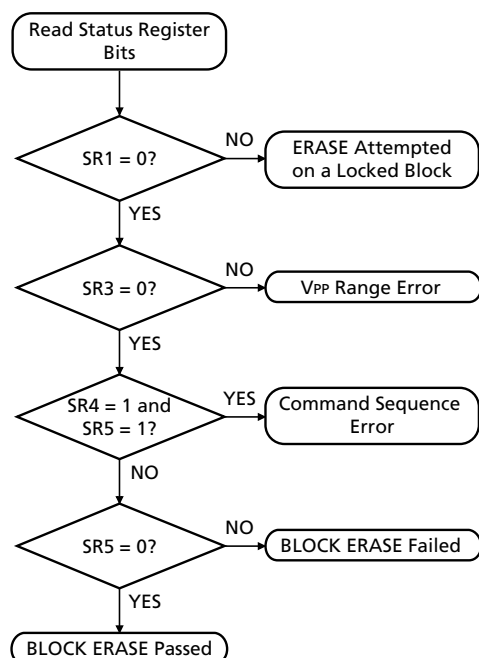 Read Status Register
Bits
SR1 = 0?
NO
ERASE Attempted
on a Locked Block
YES
SR3 = 0?
NO
VPP Range Error
YES
SR4 = 1 and
SR5 = 1?
YES
Command Sequence
Error
NO
SR5 = 0?
NO
BLOCK ERASE Failed
YES
BLOCK ERASE Passed